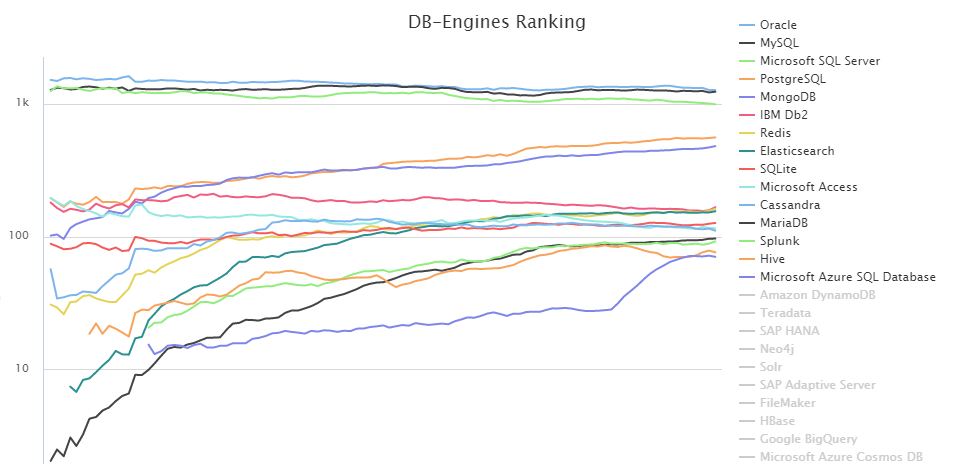 DB-Engines Ranking
1k
100
10
Oracle
MySQL
Microsoft SQL Server
PostgreSQL
MongoDB
IBM Db2
Redis
Elasticsearch
SQLite
Microsoft Access
Cassandra
MariaDB
Splunk
Hive
Microsoft Azure SQL Database
Amazon DynamoDB
Teradata
SAP HANA
Neo4j
Solr
SAP Adaptive Server
FileMaker
HBase
Google BigQuery
Microsoft Azure Cosmos DB